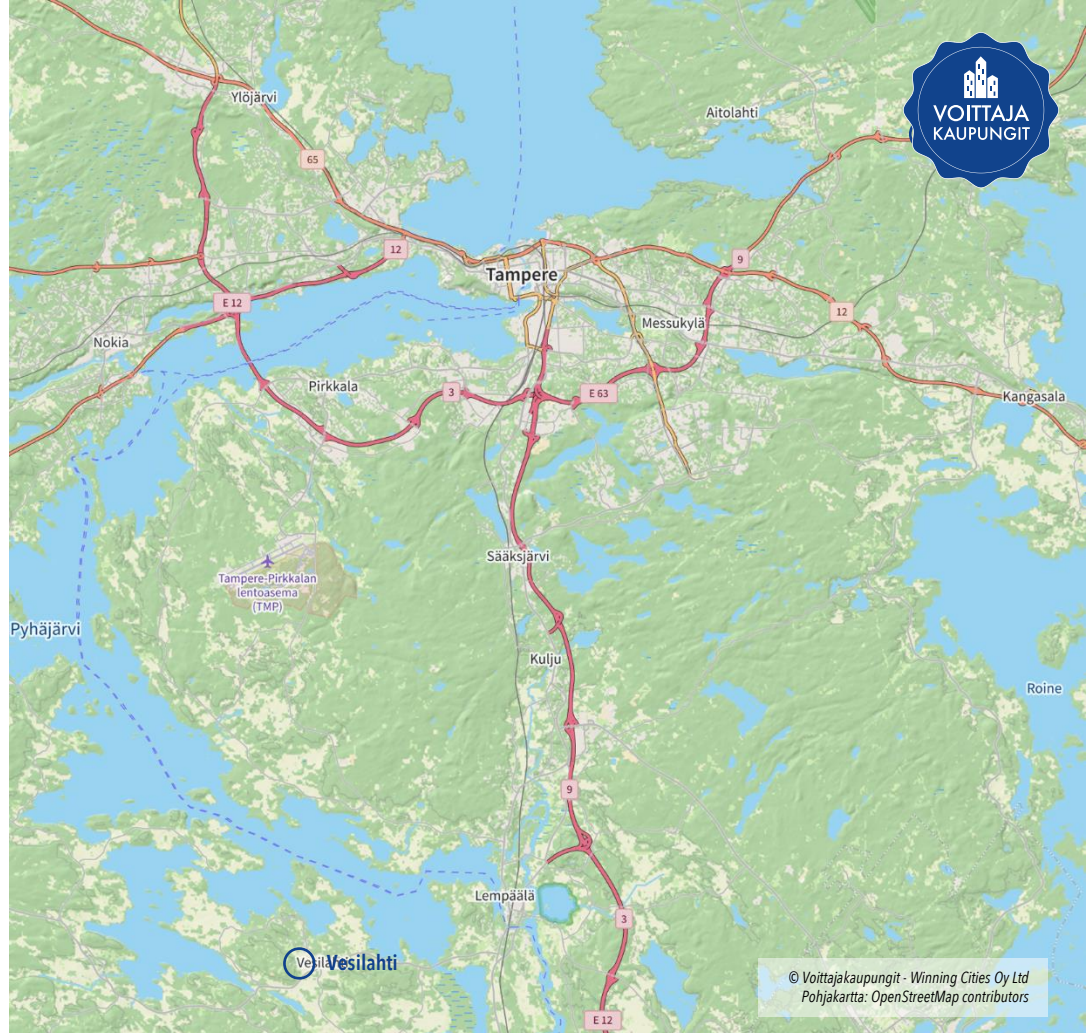 VOITTAJA
KAUPUNGIT
Ylöjärvi
Aitolahti
65
12
9
Tampere
E 12
12
Messukylä
Nokia
Pirkkala
3
E 63
Kangasala
Sääksjärvi
Tampere-Pirkkalan
lentoasema
(TMP)
Pyhäjärvi
Kulju
Roine
9
Lempäälä
3
Vesilahti
© Voittajakaupungit - Winning Cities Oy Ltd
Pohjakartta: OpenStreetMap contributors
E 12